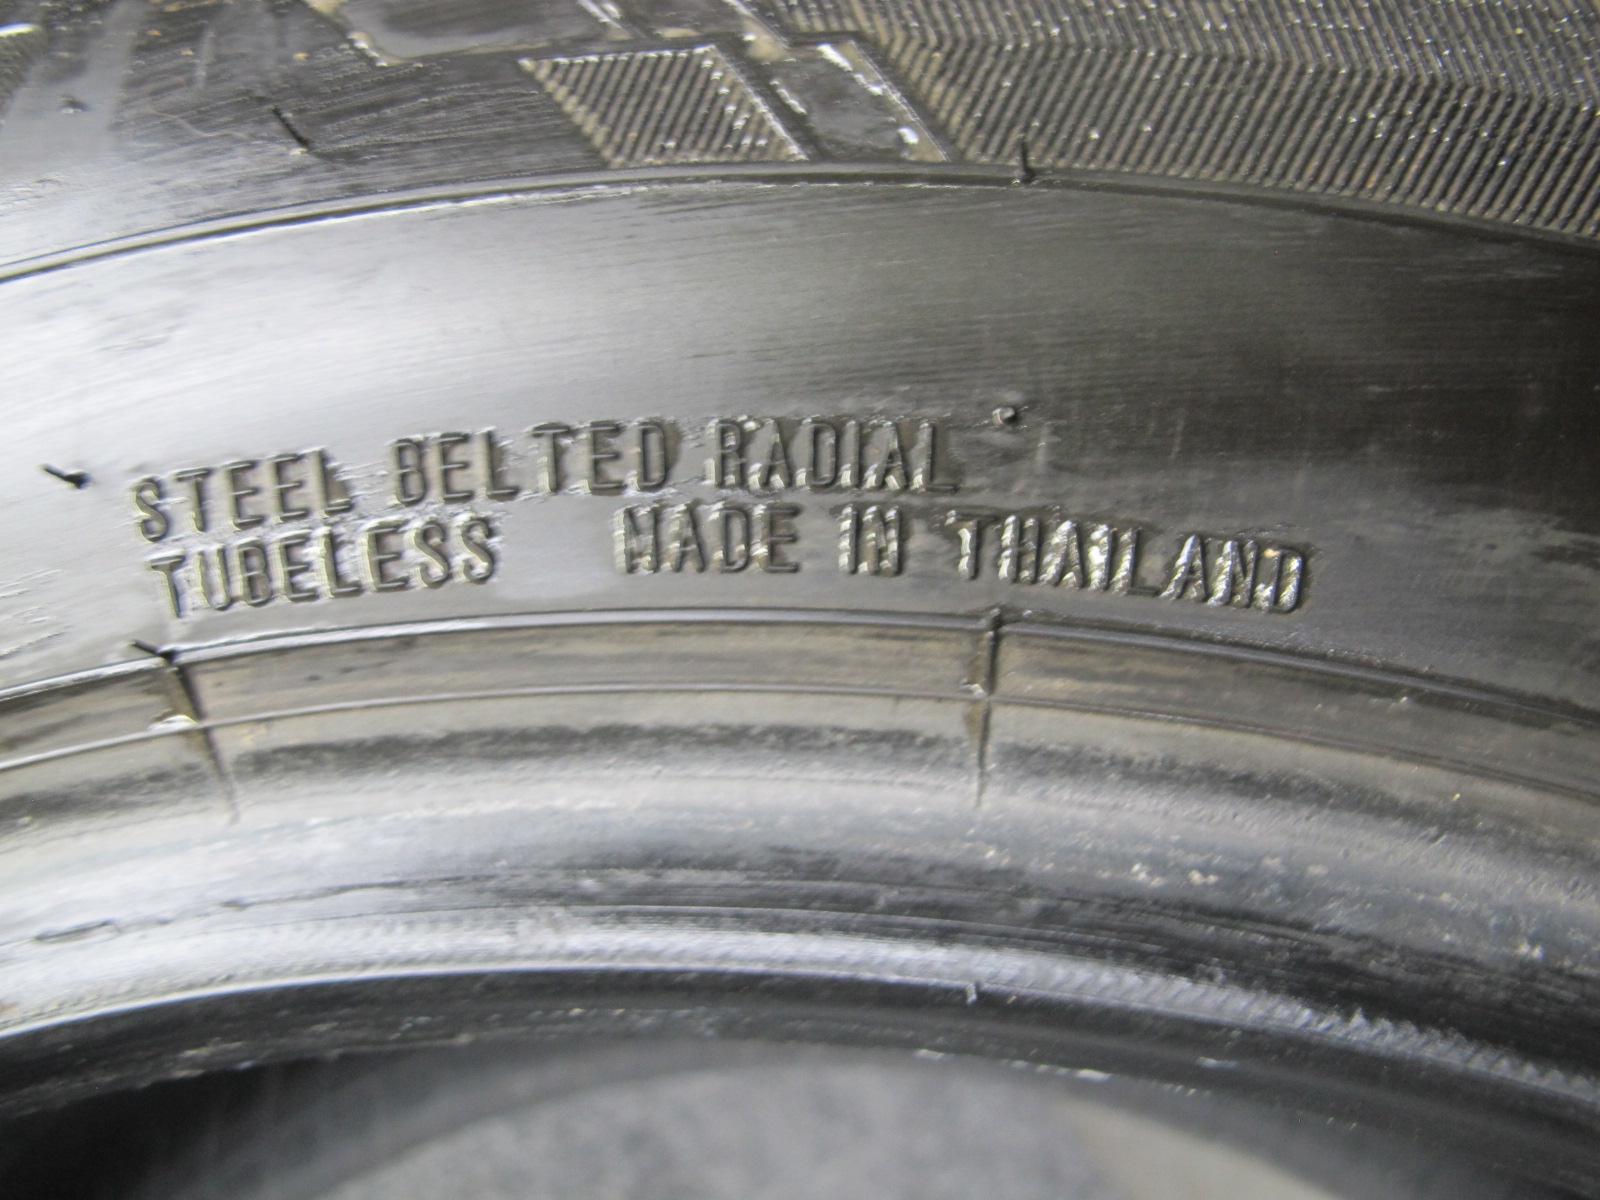 STEEL BELTED RADIAL
TUBELESS MADE IN THAILAND